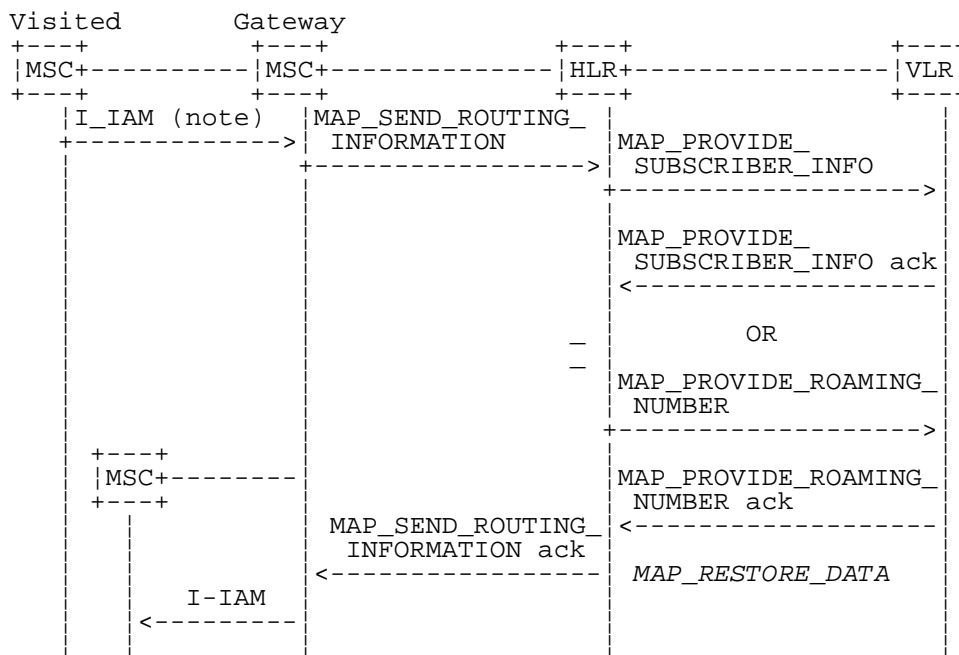 Visited Gateway
MSC MSC HLR VLR
I_IAM (note) MAP_SEND_ROUTING_
INFORMATION MAP_PROVIDE_
SUBSCRIBER_INFO
MAP_PROVIDE_
SUBSCRIBER_INFO ack
OR
MAP_PROVIDE_ROAMING_
NUMBER
MSC MAP_PROVIDE_ROAMING_
NUMBER ack
MAP_SEND_ROUTING_
INFORMATION ack
MAP_RESTORE_DATA
I-IAM